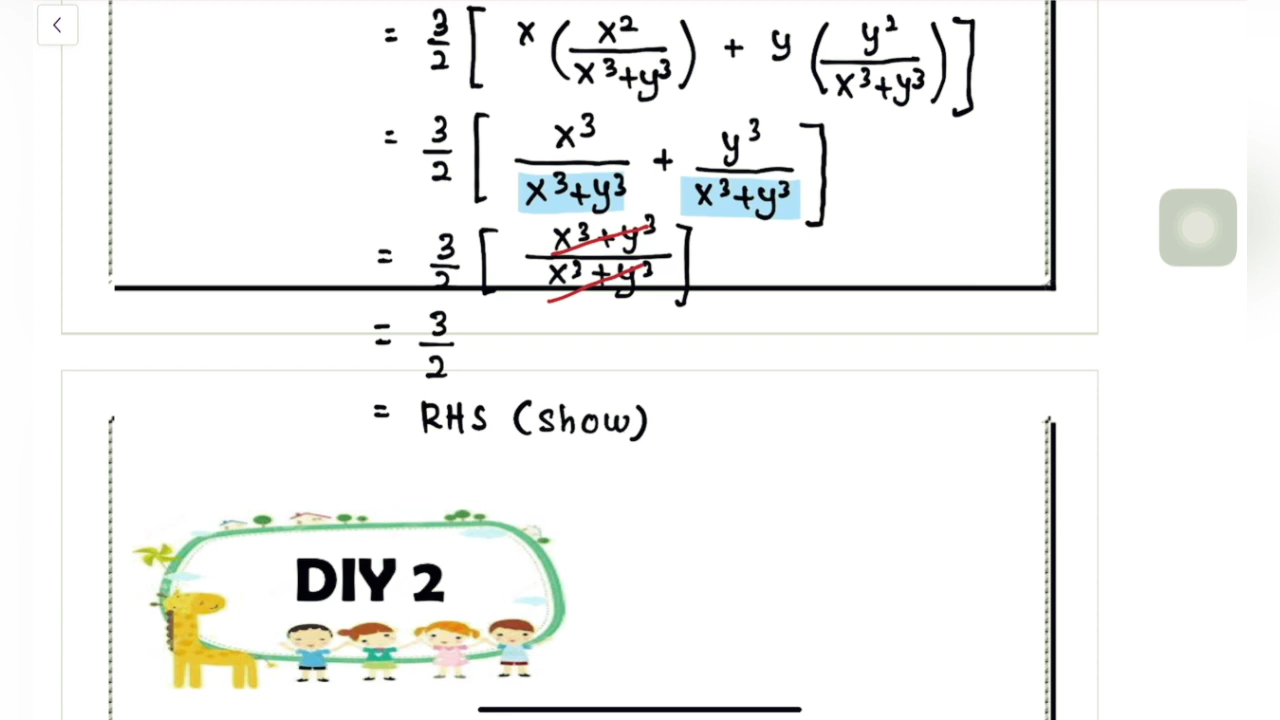 = 3/2 [ x (x²/(x³+y³)) + y (y²/(x³+y³)) ]
= 3/2 [ x³/(x³+y³) + y³/(x³+y³) ]
= 3/2 [ (x³+y³)/(x³+y³) ]
= 3/2
= RHS (show)
DIY 2